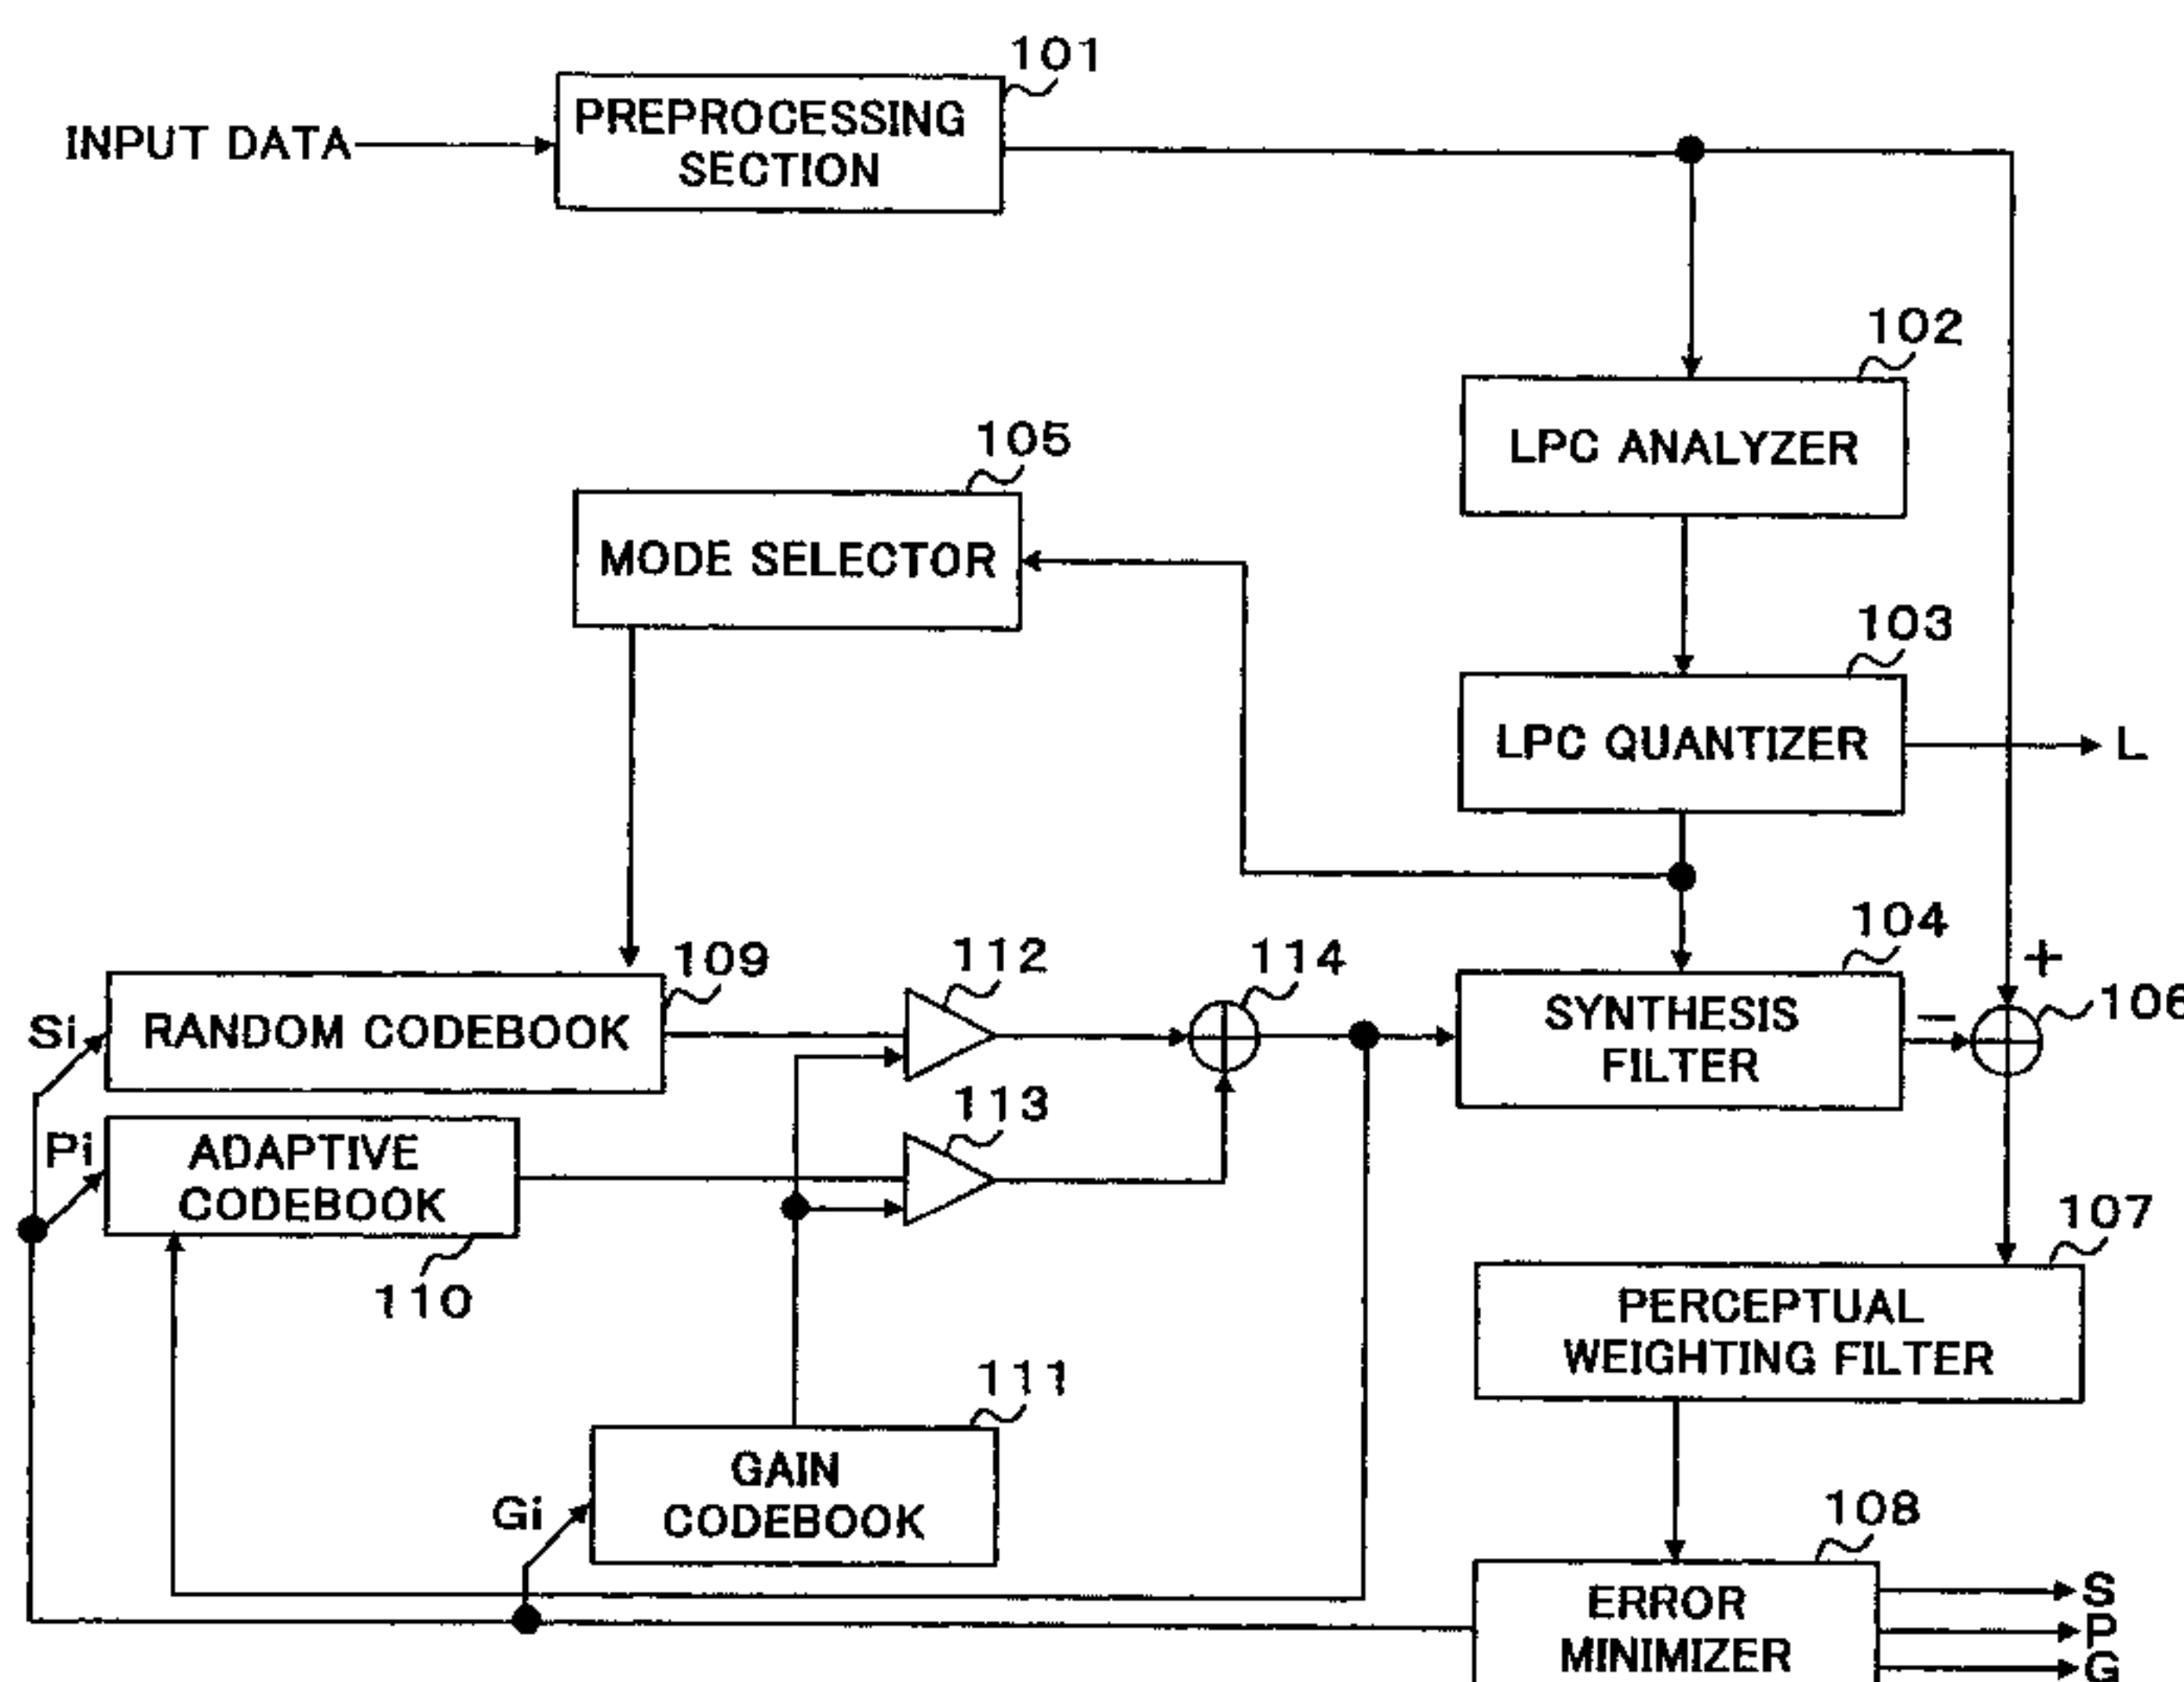 101
INPUT DATA
PREPROCESSING
SECTION
102
LPC ANALYZER
105
MODE SELECTOR
103
LPC QUANTIZER
L
104
SYNTHESIS
FILTER
+
−
106
109
Si
RANDOM CODEBOOK
112
114
113
Pi
ADAPTIVE
CODEBOOK
110
107
PERCEPTUAL
WEIGHTING FILTER
111
GAIN
CODEBOOK
Gi
108
ERROR
MINIMIZER
S
P
G